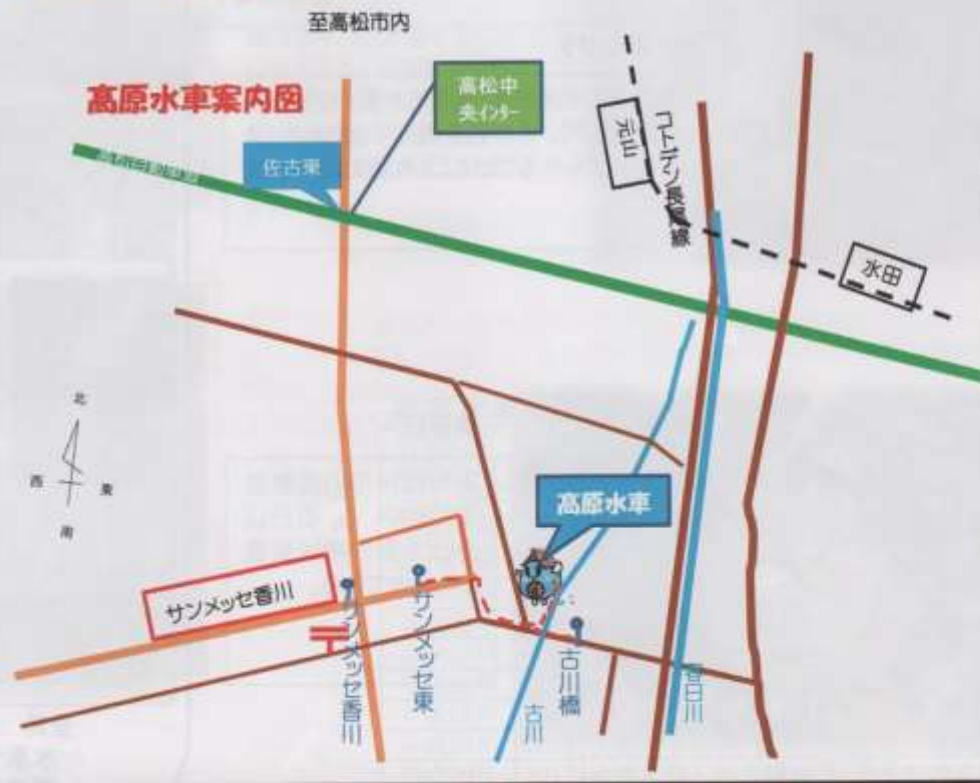 至高松市内
高原水車案内図
高松中
央インター
佐古東
元山
コトデン長尾線
水田
北
西
東
南
高原水車
サンメッセ香川
サンメッセ香川
サンメッセ東
古川橋
古川
春日川